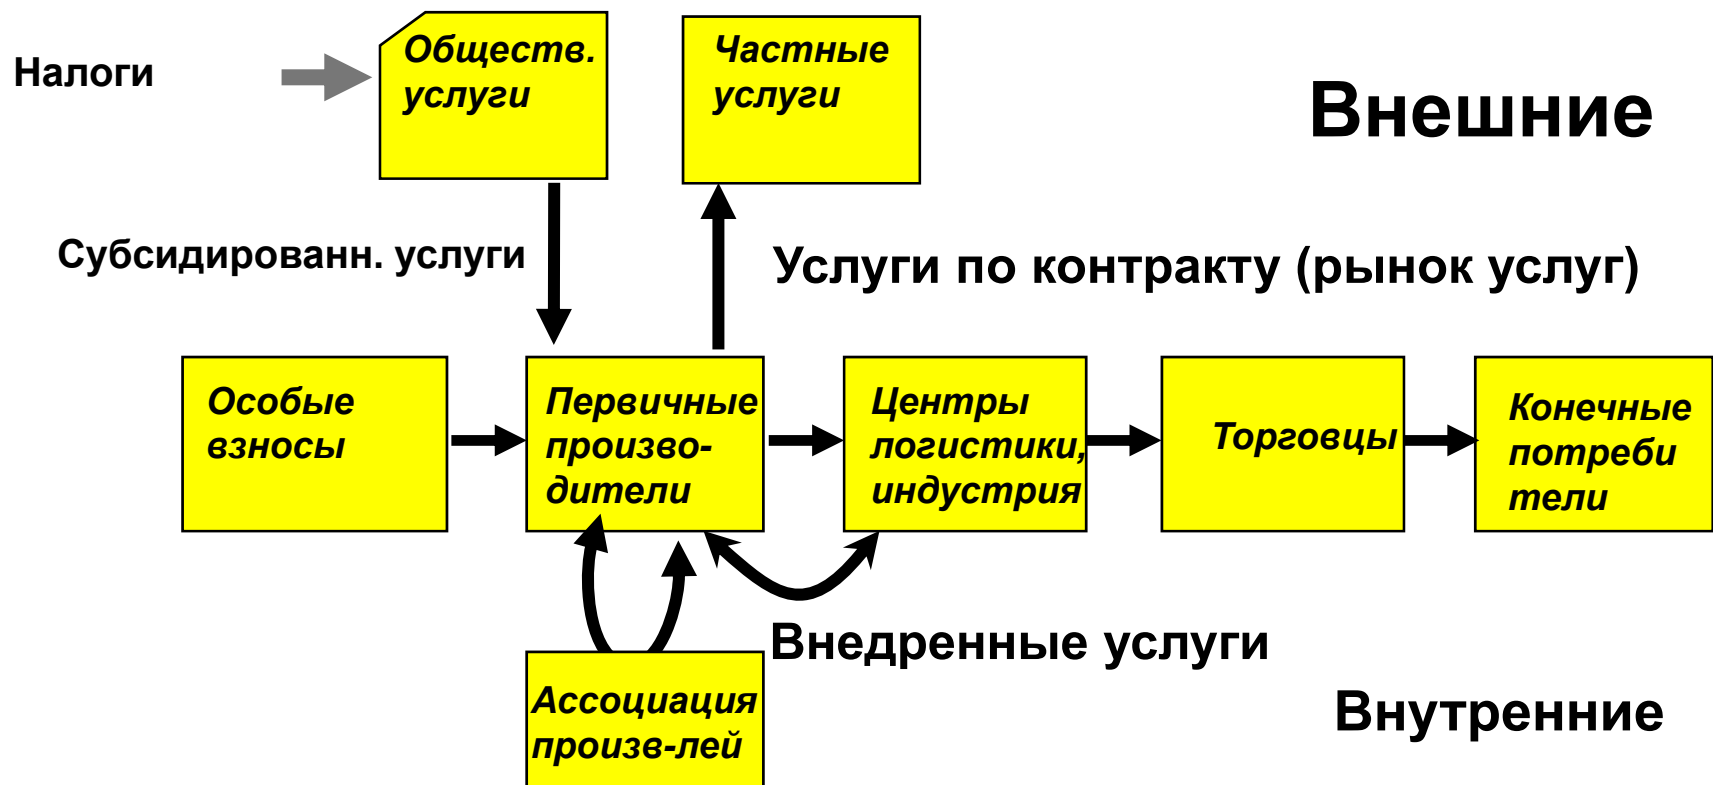 Налоги
Обществ.
услуги
Частные
услуги
Внешние
Субсидированн. услуги
Услуги по контракту (рынок услуг)
Особые
взносы
Первичные
произво-
дители
Центры
логистики,
индустрия
Торговцы
Конечные
потреби
тели
Внедренные услуги
Ассоциация
произв-лей
Внутренние